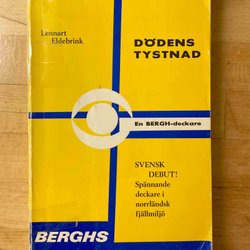 Lennart
Eldebrink
DÖDENS
TYSTNAD
En BERGH-deckare
SVENSK
DEBUT!
Spännande
deckare i
norrländsk
fjällmiljö
BERGHS